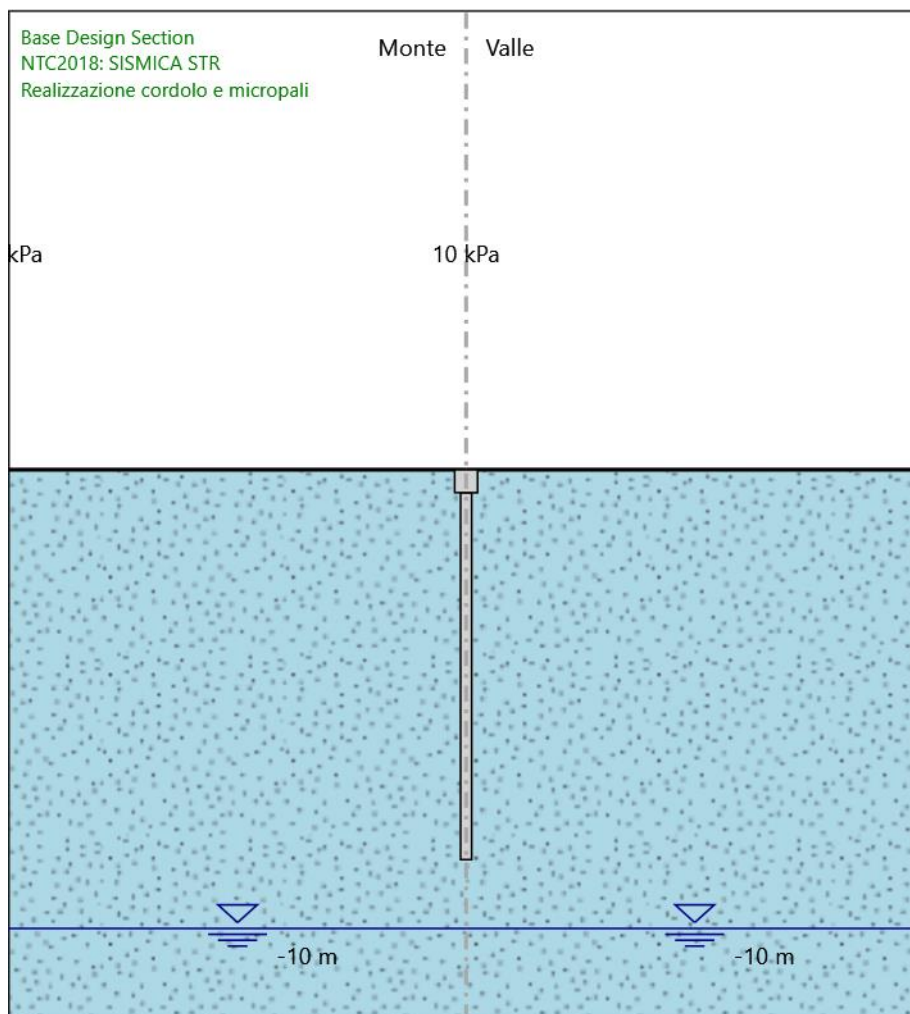 Base Design Section
NTC2018: SISMICA STR
Realizzazione cordolo e micropali
Monte Valle
kPa 10 kPa
-10 m -10 m